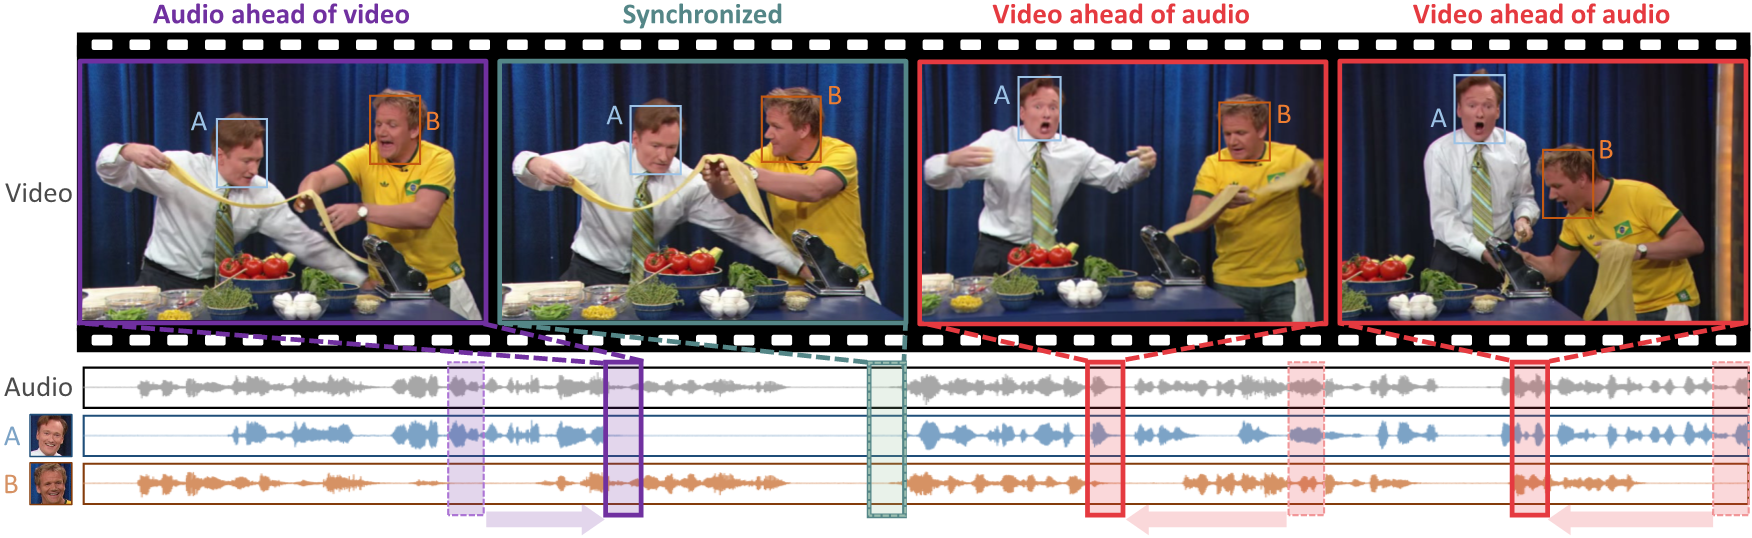 Audio ahead of video
Synchronized
Video ahead of audio
Video ahead of audio
A
B
A
B
A
B
A
B
Video
Audio
A
B